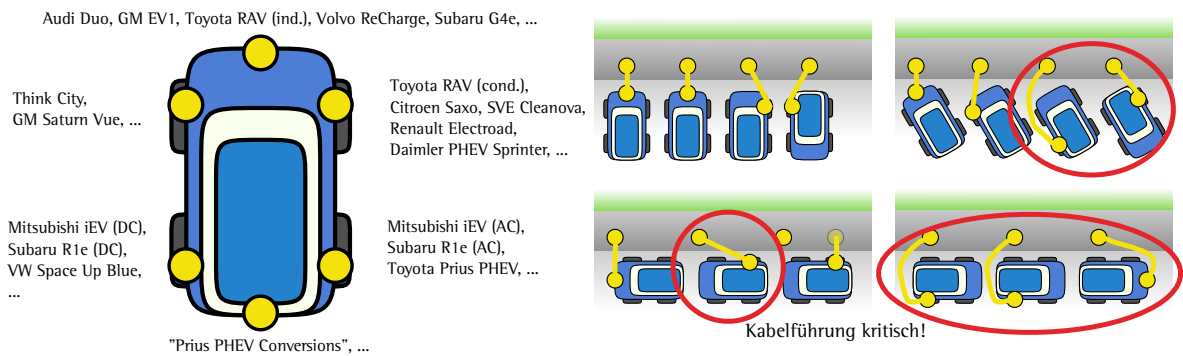 Audi Duo, GM EV1, Toyota RAV (ind.), Volvo ReCharge, Subaru G4e, ...
Think City,
GM Saturn Vue, ...
Toyota RAV (cond.),
Citroen Saxo, SVE Cleanova,
Renault Electroad,
Daimler PHEV Sprinter, ...
Mitsubishi iEV (DC),
Subaru R1e (DC),
VW Space Up Blue,
...
Mitsubishi iEV (AC),
Subaru R1e (AC),
Toyota Prius PHEV, ...
"Prius PHEV Conversions", ...
Kabelführung kritisch!